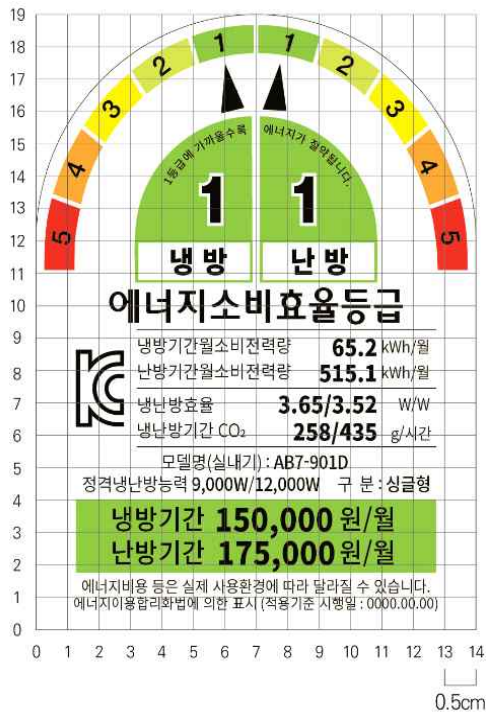 19
18
17
16
15
14
13
12
11
10
9
8
7
6
5
4
3
2
1
0
5 4 3 2 1 1 2 3 4 5
1등급에 가까울수록 에너지가 절약됩니다.
1 1
냉방 난방
에너지소비효율등급
냉방기간월소비전력량 65.2 kWh/월
난방기간월소비전력량 515.1 kWh/월
냉난방효율 3.65/3.52 W/W
냉난방기간 CO₂ 258/435 g/시간
모델명(실내기) : AB7-901D
정격냉난방능력 9,000W/12,000W 구 분 : 싱글형
냉방기간 150,000 원/월
난방기간 175,000 원/월
에너지비용 등은 실제 사용환경에 따라 달라질 수 있습니다.
에너지이용합리화법에 의한 표시 (적용기준 시행일 : 0000.00.00)
0 1 2 3 4 5 6 7 8 9 10 11 12 13 14
0.5cm